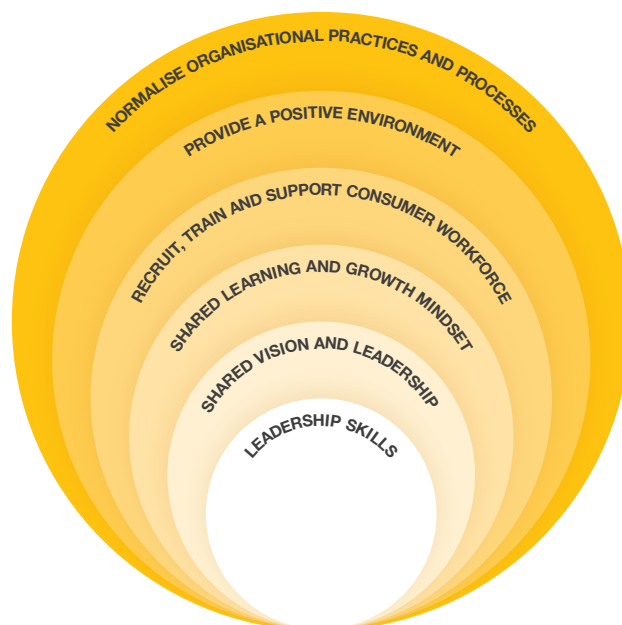 NORMALISE ORGANISATIONAL PRACTICES AND PROCESSES
PROVIDE A POSITIVE ENVIRONMENT
RECRUIT, TRAIN AND SUPPORT CONSUMER WORKFORCE
SHARED LEARNING AND GROWTH MINDSET
SHARED VISION AND LEADERSHIP
LEADERSHIP SKILLS